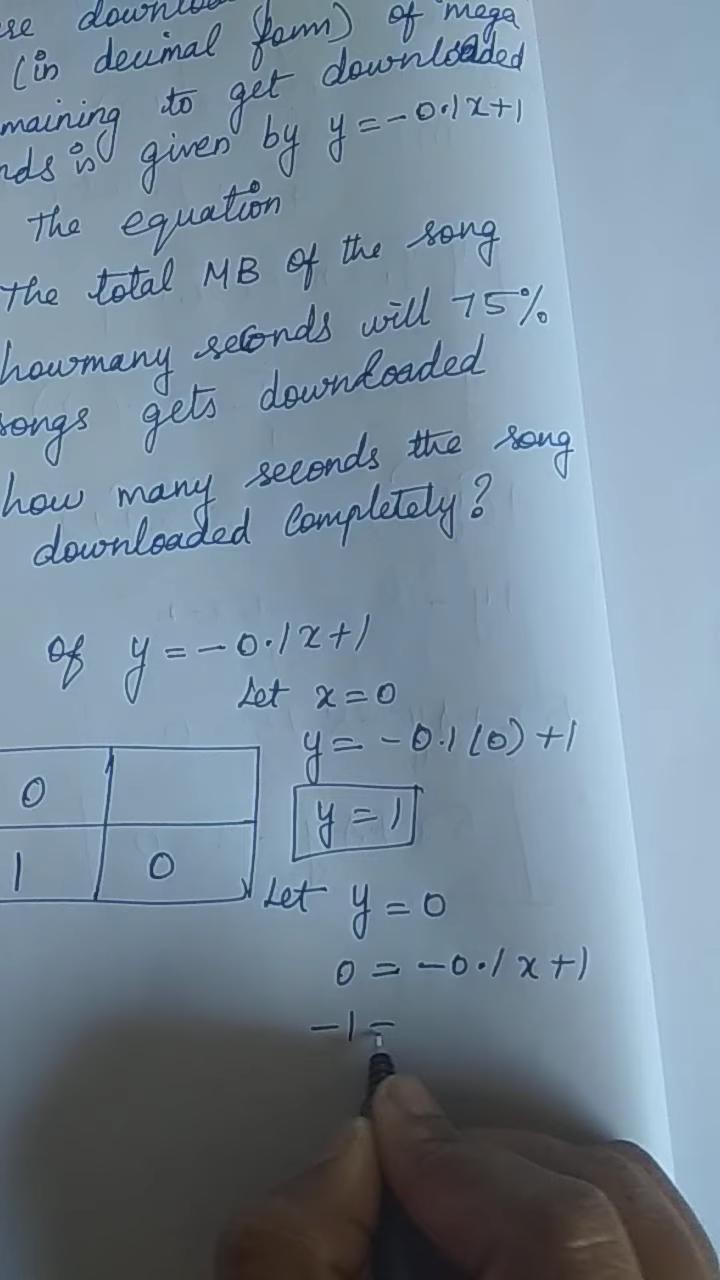 downlo
(in decimal form) of mega
maining to get downloaded
nds is given by y = -0.1x+1
The equation
The total MB of the song
howmany seconds will 75%
songs gets downloaded
how many seconds the song
downloaded completely?
of y = -0.1x+1
Let x = 0
y = -0.1(0) +1
0
y = 1
1 0
Let y = 0
0 = -0.1x+1
-1 =